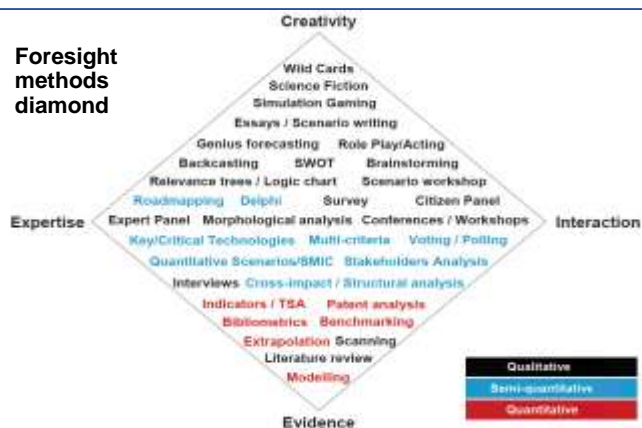 Creativity
Foresight
methods
diamond
Wild Cards
Science Fiction
Simulation Gaming
Essays / Scenario writing
Genius forecasting Role Play/Acting
Backcasting SWOT Brainstorming
Relevance trees / Logic chart Scenario workshop
Roadmapping Delphi Survey Citizen Panel
Expertise Expert Panel Morphological analysis Conferences / Workshops Interaction
Key/Critical Technologies Multi-criteria Voting / Polling
Quantitative Scenarios/SMIC Stakeholders Analysis
Interviews Cross-impact / Structural analysis
Indicators / TSA Patent analysis
Bibliometrics Benchmarking
Extrapolation Scanning
Literature review
Modelling
Evidence
Qualitative
Semi-quantitative
Quantitative